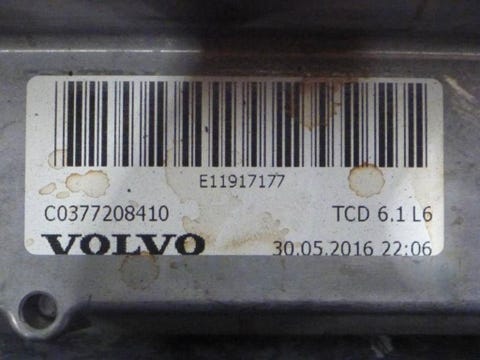 E11917177
C0377208410 TCD 6.1 L6
VOLVO 30.05.2016 22:06